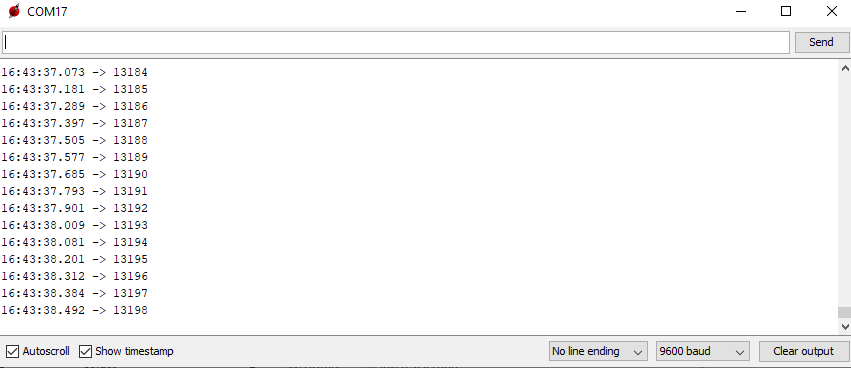 COM17
Send
16:43:37.073 -> 13184
16:43:37.181 -> 13185
16:43:37.289 -> 13186
16:43:37.397 -> 13187
16:43:37.505 -> 13188
16:43:37.577 -> 13189
16:43:37.685 -> 13190
16:43:37.793 -> 13191
16:43:37.901 -> 13192
16:43:38.009 -> 13193
16:43:38.081 -> 13194
16:43:38.201 -> 13195
16:43:38.312 -> 13196
16:43:38.384 -> 13197
16:43:38.492 -> 13198
Autoscroll Show timestamp No line ending 9600 baud Clear output